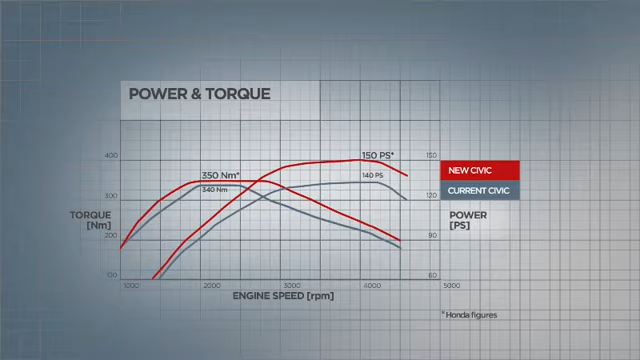 POWER & TORQUE
400
300
200
100
TORQUE
[Nm]
350 Nm*
340 Nm
150 PS*
140 PS
150
120
90
60
NEW CIVIC
CURRENT CIVIC
POWER
[PS]
1000
2000
3000
4000
5000
ENGINE SPEED [rpm]
* Honda figures